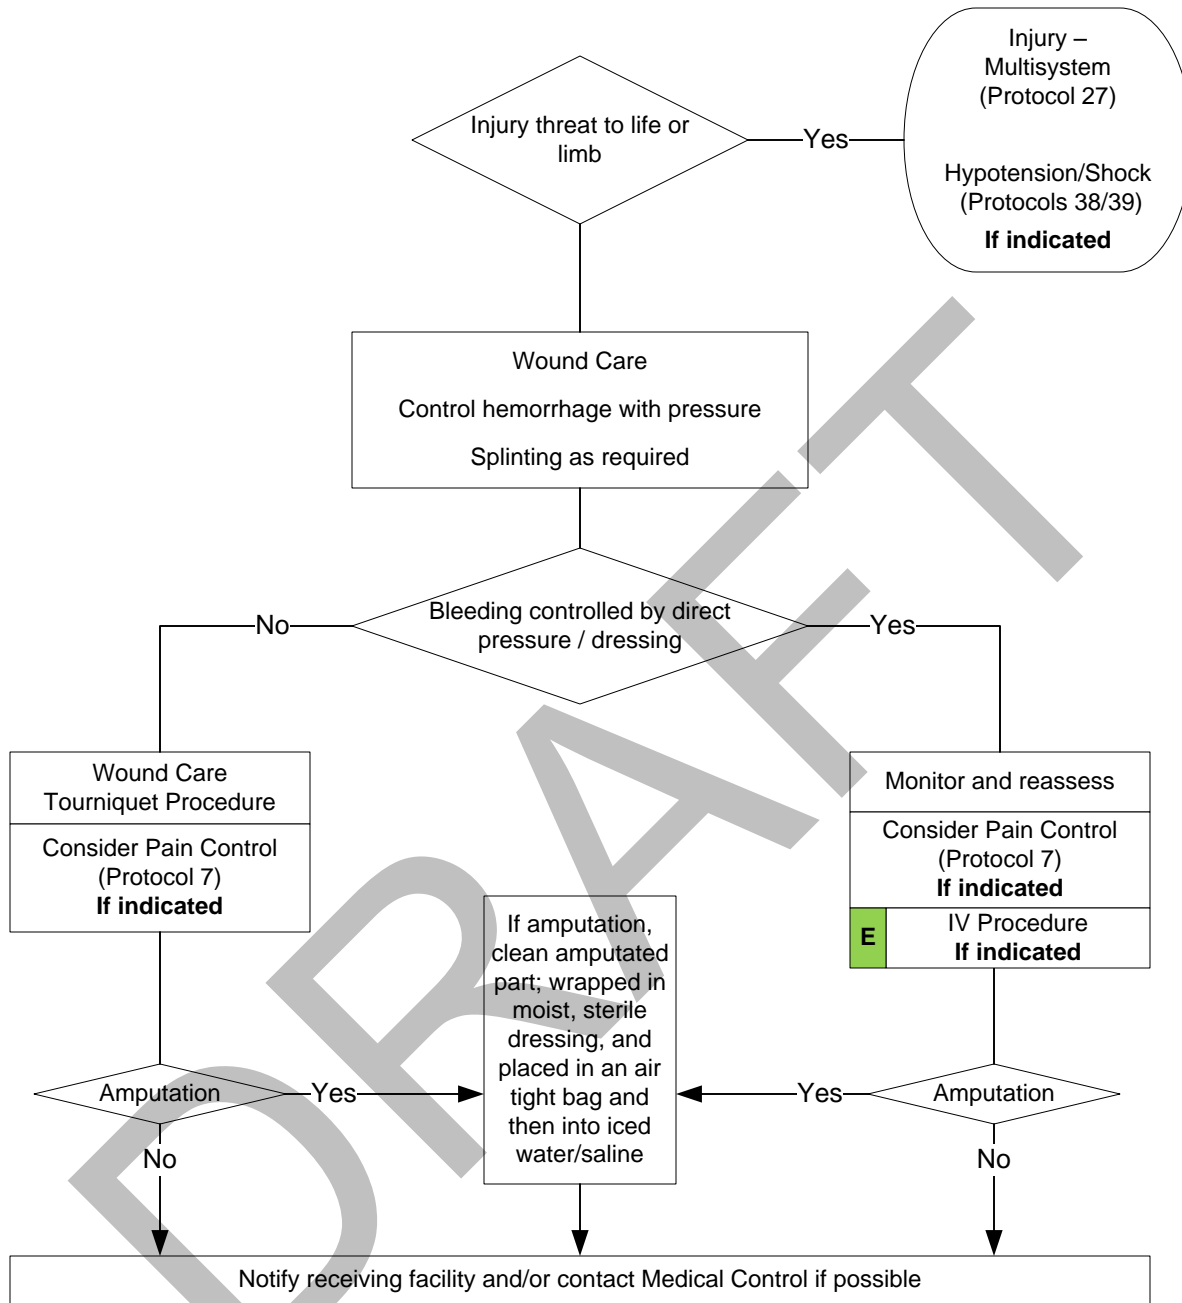 Injury –
Multisystem
(Protocol 27)
Hypotension/Shock
(Protocols 38/39)
If indicated
Injury threat to life or
limb
Yes
Wound Care
Control hemorrhage with pressure
Splinting as required
Bleeding controlled by direct
pressure / dressing
No
Yes
Wound Care
Tourniquet Procedure
Consider Pain Control
(Protocol 7)
If indicated
Monitor and reassess
Consider Pain Control
(Protocol 7)
If indicated
E
IV Procedure
If indicated
If amputation,
clean amputated
part; wrapped in
moist, sterile
dressing, and
placed in an air
tight bag and
then into iced
water/saline
Amputation
Yes
Yes
Amputation
No
No
Notify receiving facility and/or contact Medical Control if possible
DRAFT